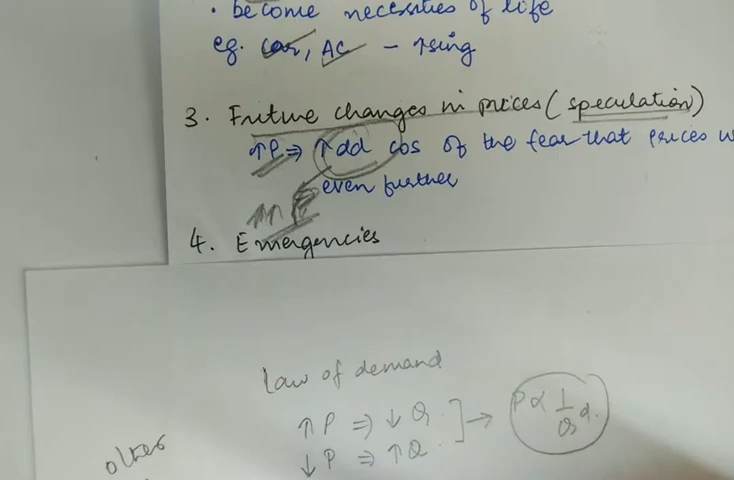 • become necessities of life
eg. car, AC – ↑sing
3. Future changes in prices (speculation)
↑P ⇒ ↑dd cos of the fear that prices w
even further
↑↑↑ P
4. Emergencies
Law of demand
↑P ⇒ ↓Q
↓P ⇒ ↑Q
→ P ∝ 1/Qd.
other